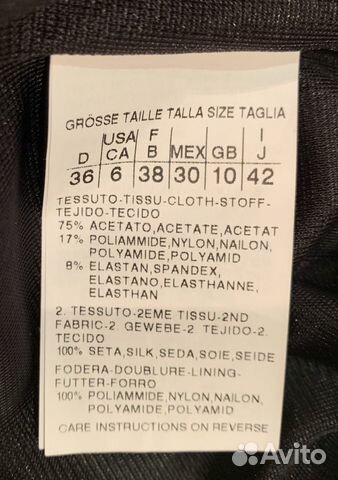 GRÖSSE TAILLE TALLA SIZE TAGLIA
USA F I
D CA B MEX GB J
36 6 38 30 10 42
TESSUTO-TISSU-CLOTH-STOFF-
TEJIDO-TECIDO
75% ACETATO,ACETATE,ACETAT
17% POLIAMMIDE,NYLON,NAILON,
POLYAMIDE,POLYAMID
8% ELASTAN,SPANDEX,
ELASTANO,ELASTHANNE,
ELASTHAN
2. TESSUTO-2EME TISSU-2ND
FABRIC-2. GEWEBE-2 TEJIDO-2.
TECIDO
100% SETA,SILK,SEDA,SOIE,SEIDE
FODERA-DOUBLURE-LINING-
FUTTER-FORRO
100% POLIAMMIDE,NYLON,NAILON,
POLYAMIDE,POLYAMID
CARE INSTRUCTIONS ON REVERSE
Avito